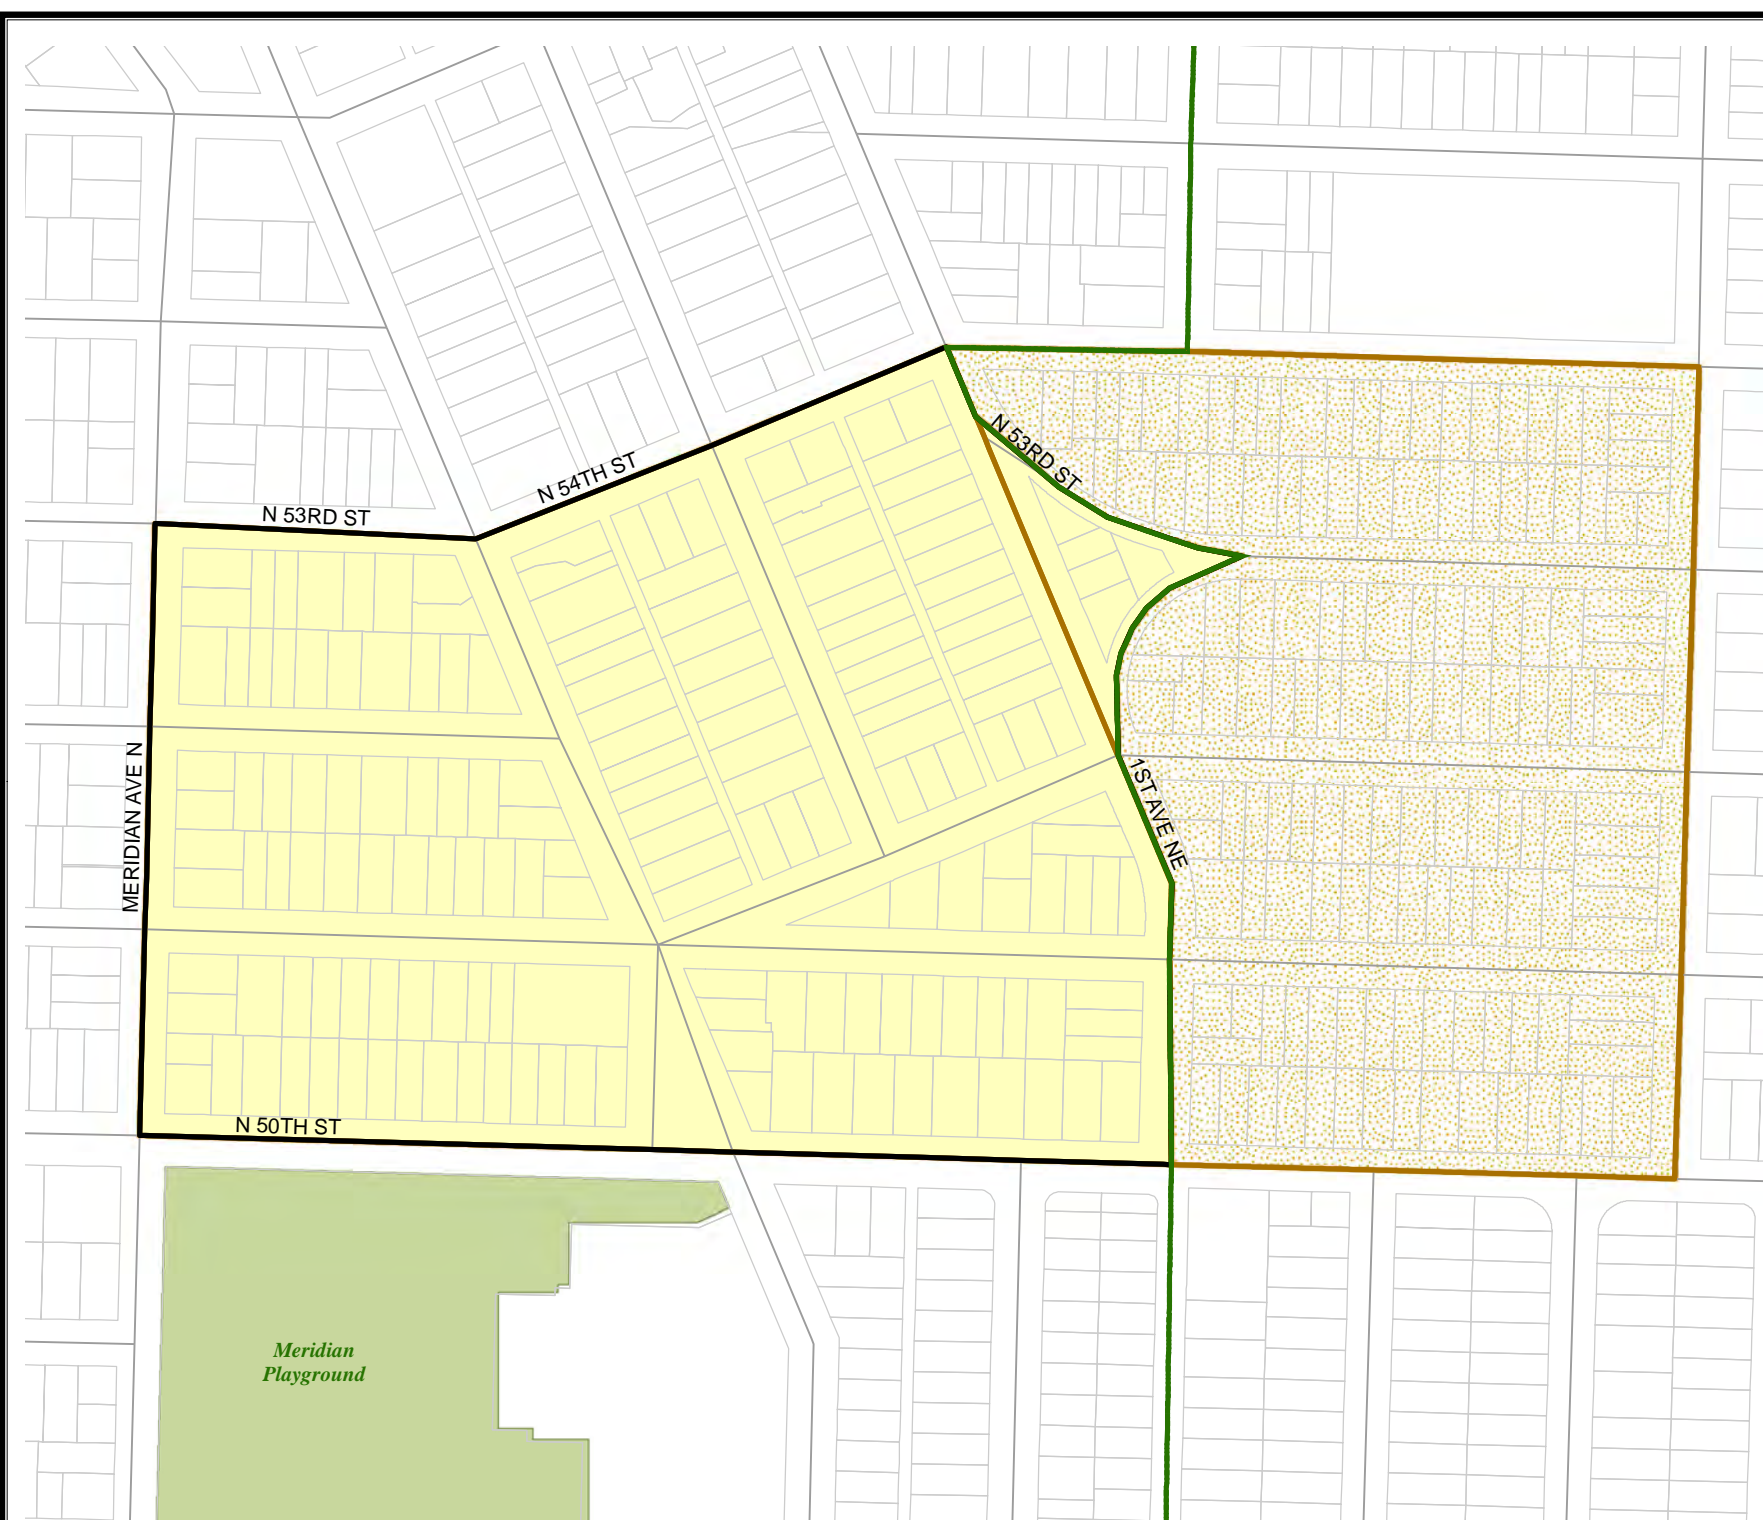 N 53RD ST
N 54TH ST
N 53RD ST
MERIDIAN AVE N
1ST AVE NE
N 50TH ST
Meridian
Playground